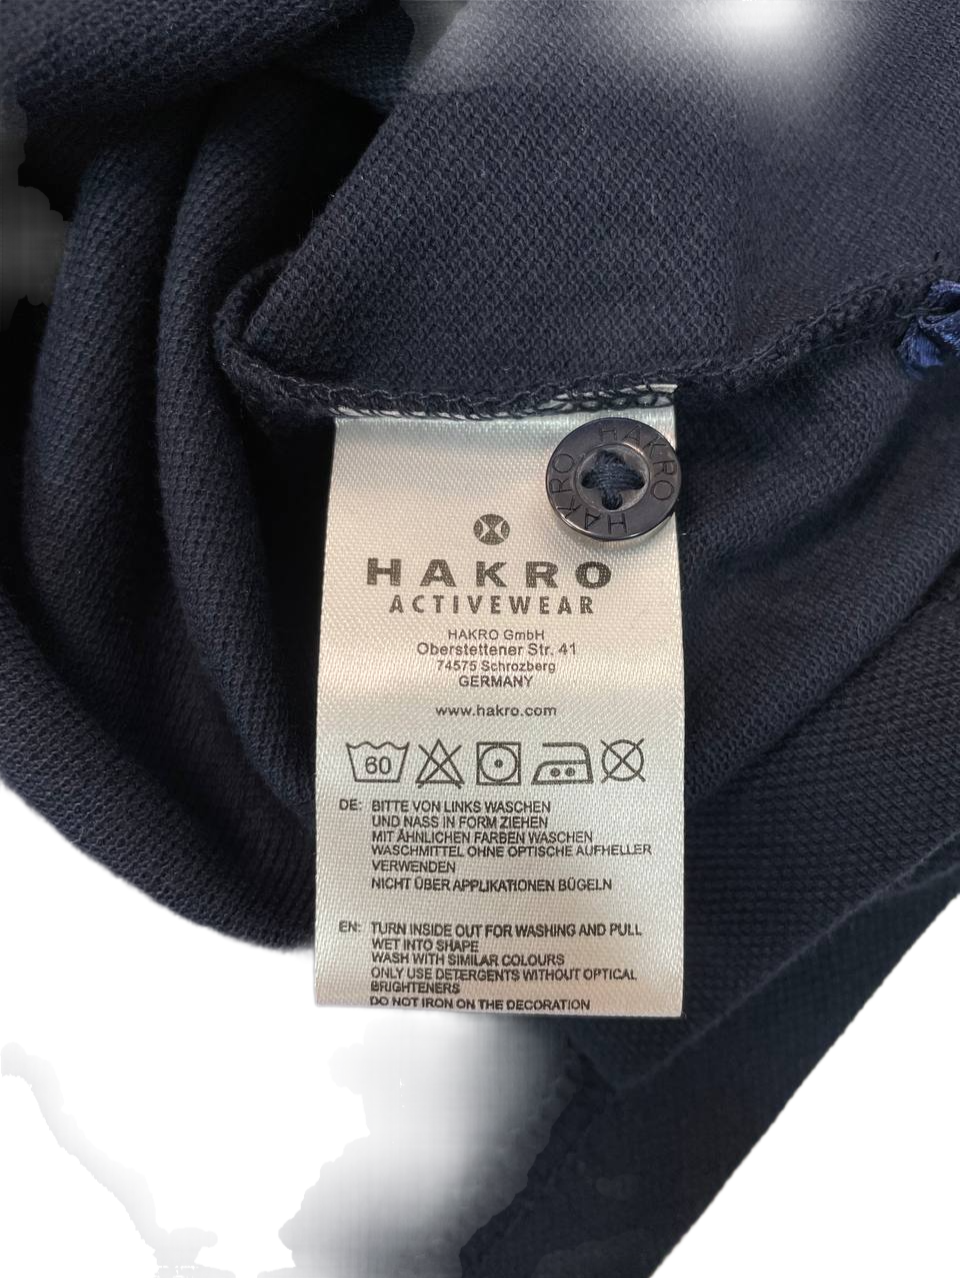 HAKRO HAKRO HAKRO
HAKRO
ACTIVEWEAR
HAKRO GmbH
Oberstettener Str. 41
74575 Schrozberg
GERMANY
www.hakro.com
60
DE: BITTE VON LINKS WASCHEN
UND NASS IN FORM ZIEHEN
MIT ÄHNLICHEN FARBEN WASCHEN
WASCHMITTEL OHNE OPTISCHE AUFHELLER
VERWENDEN
NICHT ÜBER APPLIKATIONEN BÜGELN
EN: TURN INSIDE OUT FOR WASHING AND PULL
WET INTO SHAPE
WASH WITH SIMILAR COLOURS
ONLY USE DETERGENTS WITHOUT OPTICAL
BRIGHTENERS
DO NOT IRON ON THE DECORATION